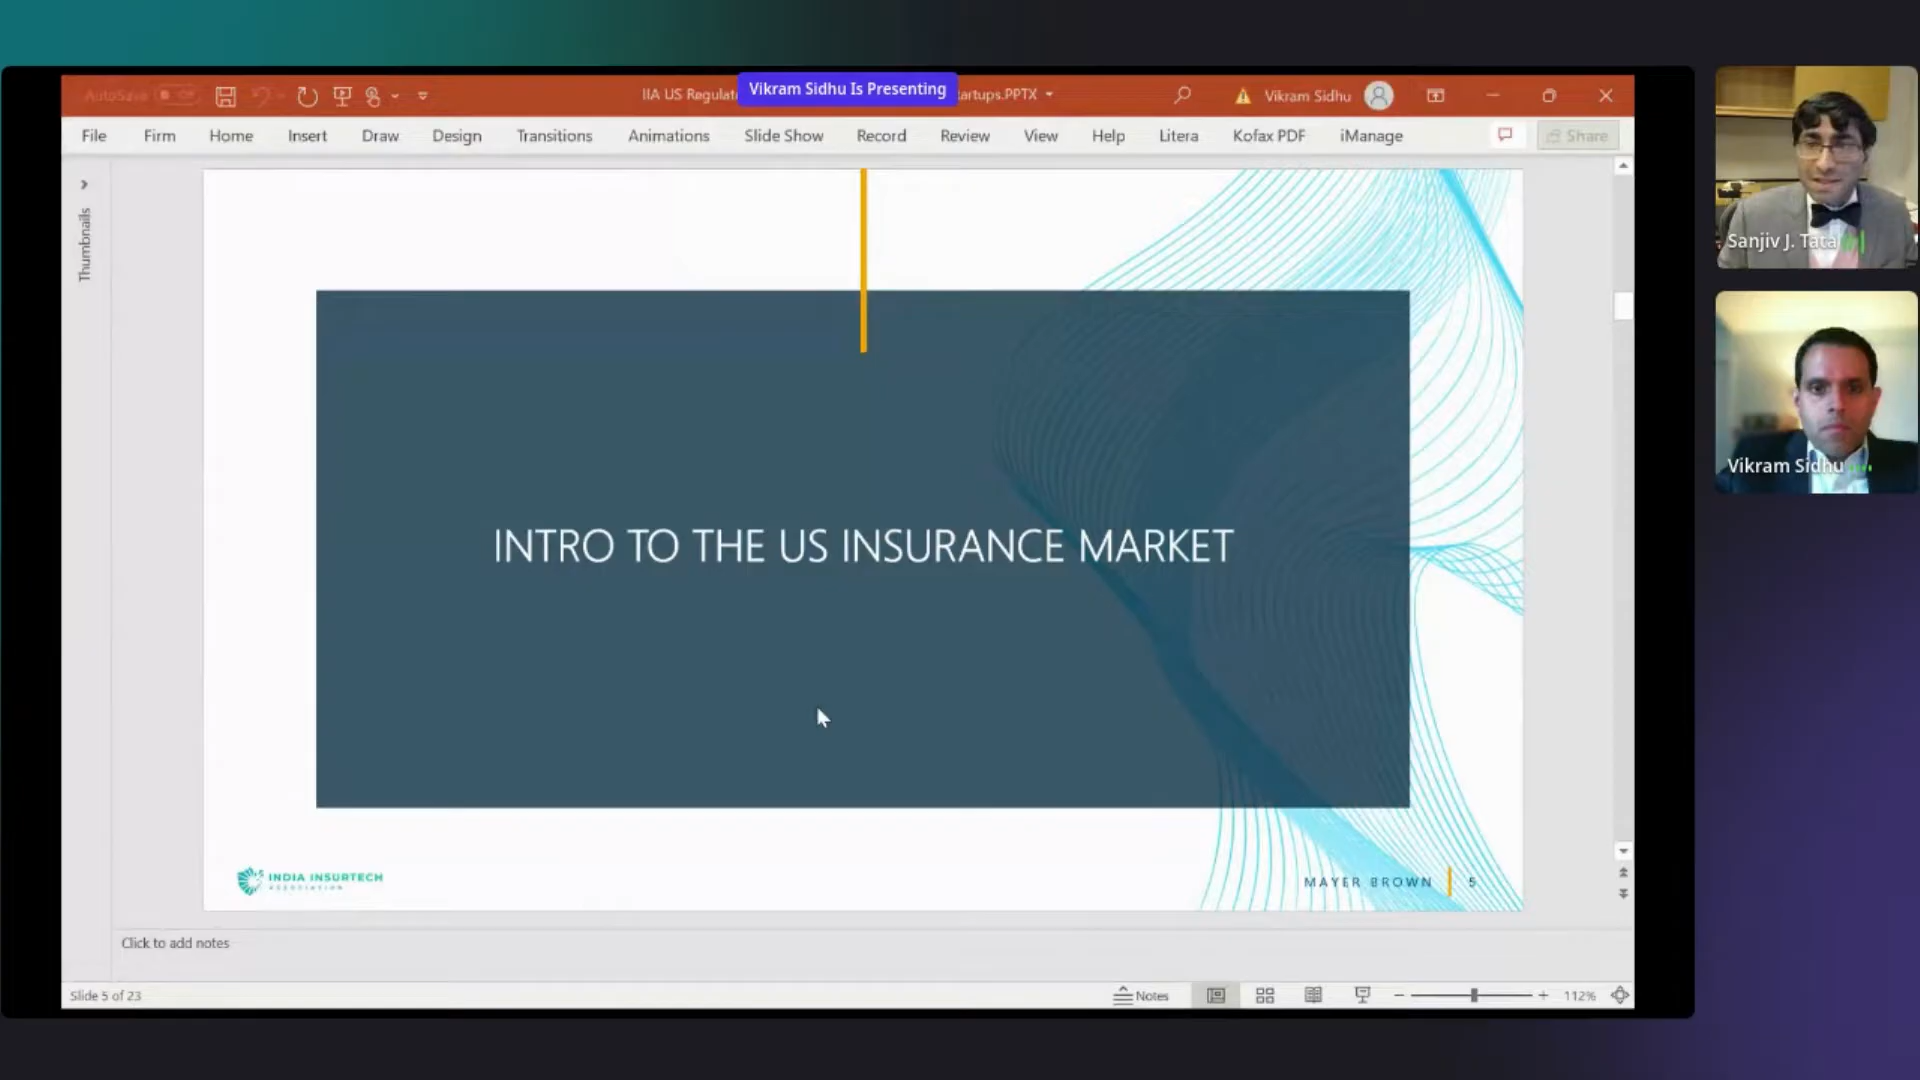 AutoSave
IIA US Regulat
Vikram Sidhu Is Presenting
artups.PPTX
Vikram Sidhu
File Firm Home Insert Draw Design Transitions Animations Slide Show Record Review View Help Litera Kofax PDF iManage Share
Thumbnails
INTRO TO THE US INSURANCE MARKET
INDIA INSURTECH
ASSOCIATION
MAYER BROWN 5
Click to add notes
Slide 5 of 23 Notes 112%
Sanjiv J. Tata
Vikram Sidhu